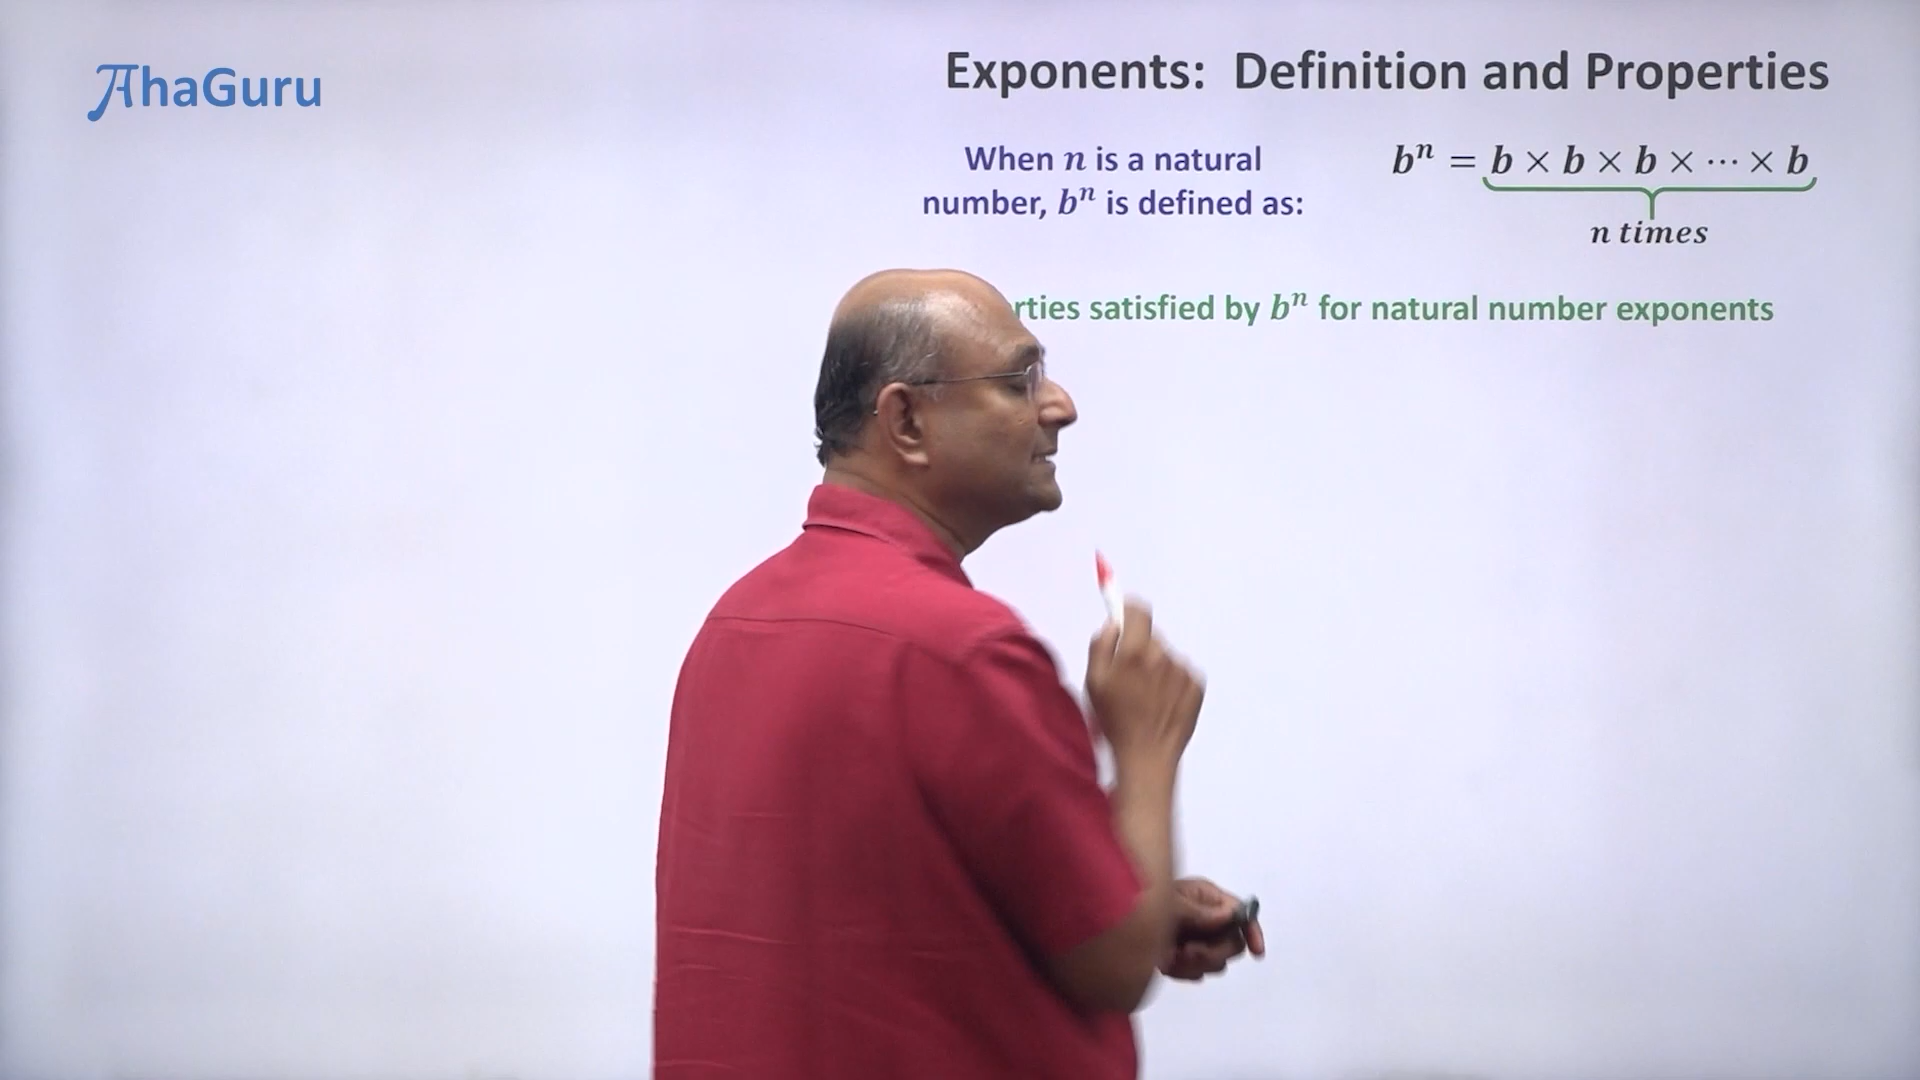 AhaGuru
Exponents: Definition and Properties
When n is a natural
number, bⁿ is defined as:
bⁿ = b × b × b × ⋯ × b
n times
satisfied by bⁿ for natural number exponents